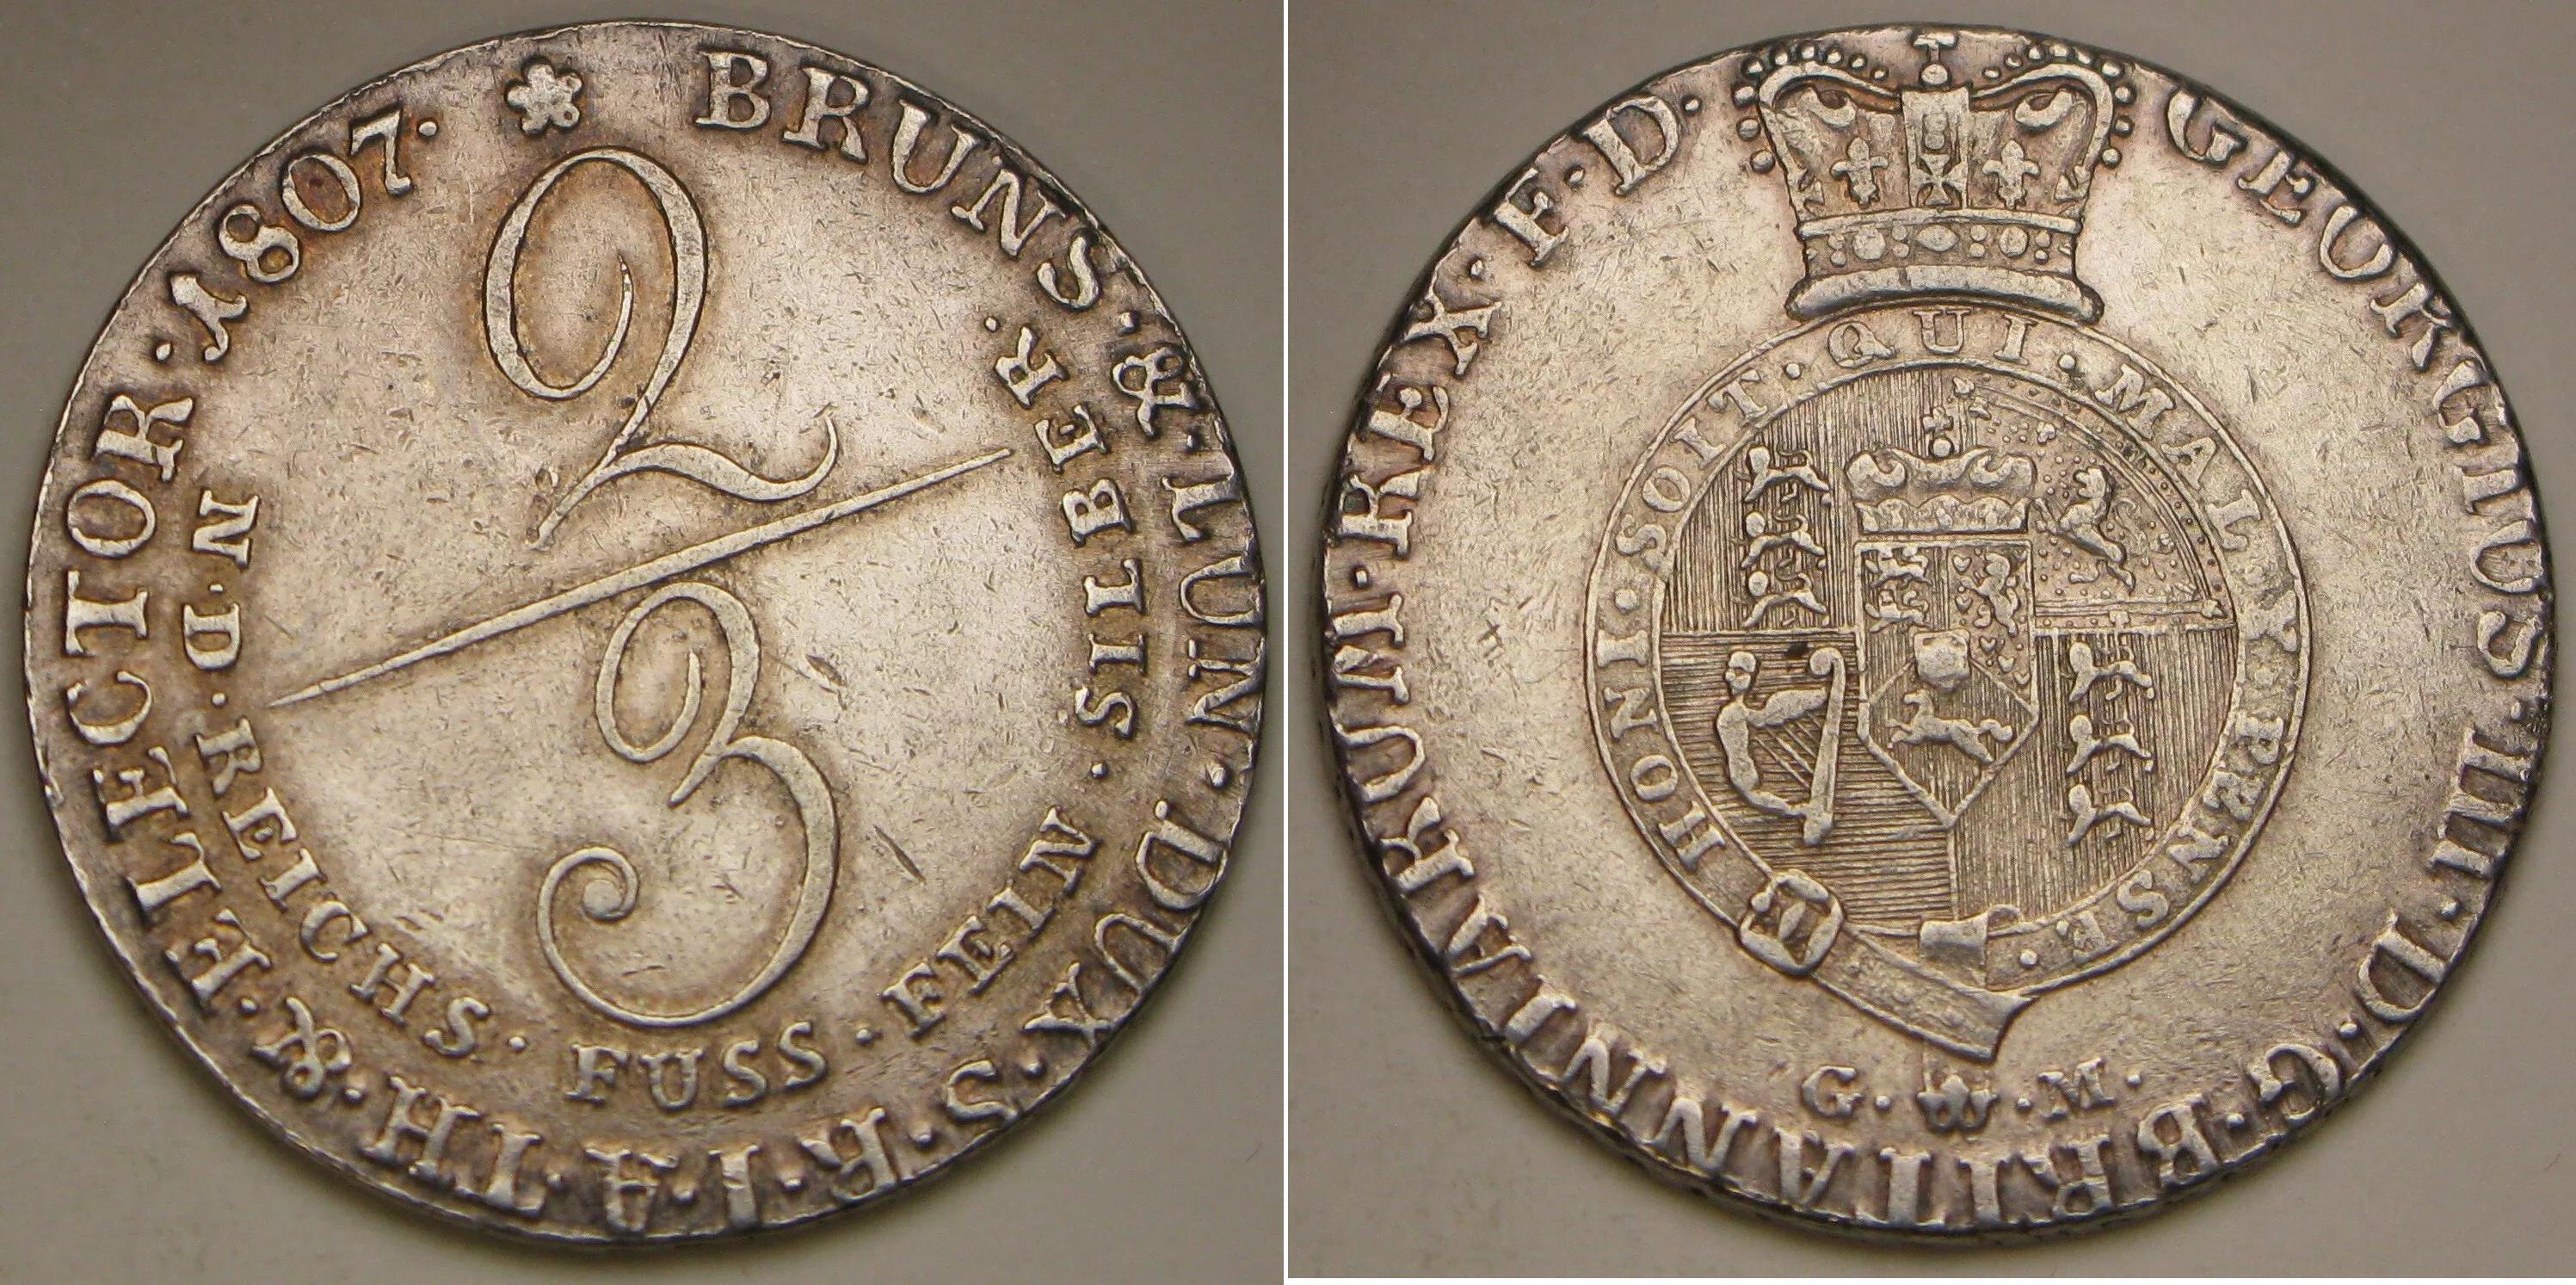 BRUNS·&·LUN·DUX·S·R·I·A·TH·&·ELECTOR·1807·
2
3
N·D·REICHS·FUSS·FEIN·SILBER·
GEORGIUS·III·D·G·BRITANNIARUM·REX·F·D·
HONI·SOIT·QUI·MAL·Y·PENSE·
G·M·